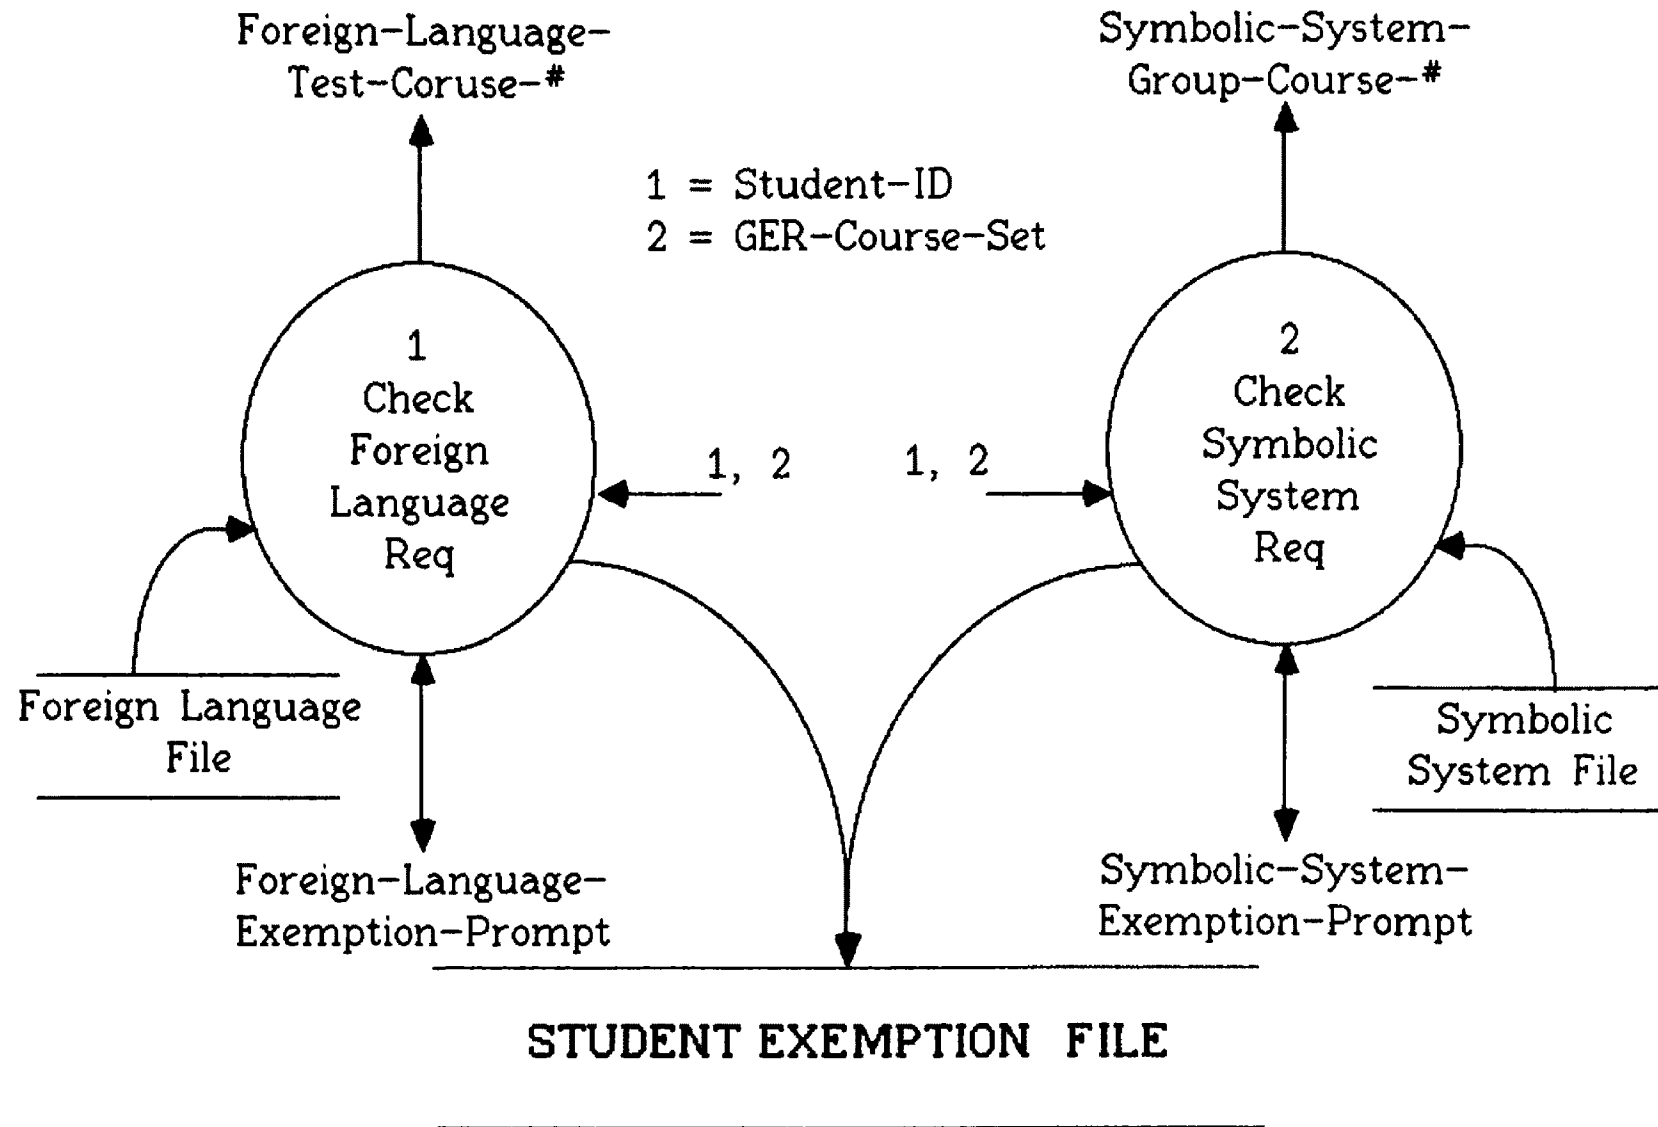 Foreign-Language-
Test-Coruse-#
Symbolic-System-
Group-Course-#
1 = Student-ID
2 = GER-Course-Set
1
Check
Foreign
Language
Req
1, 2
1, 2
2
Check
Symbolic
System
Req
Foreign Language
File
Symbolic
System File
Foreign-Language-
Exemption-Prompt
Symbolic-System-
Exemption-Prompt
STUDENT EXEMPTION FILE